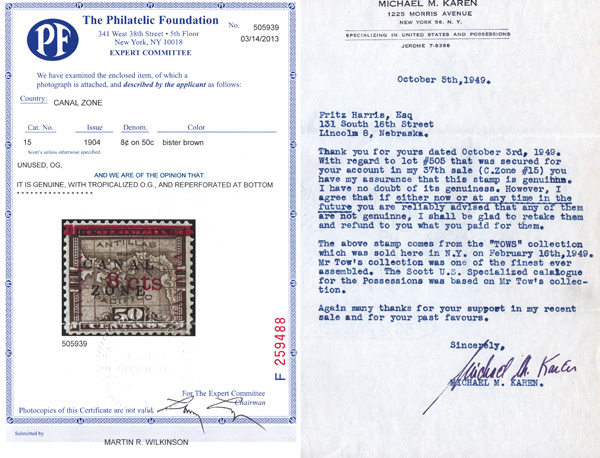 The Philatelic Foundation
341 West 38th Street • 5th Floor
New York, NY 10018
EXPERT COMMITTEE
No. 505939
03/14/2013
PF
We have examined the enclosed item, of which a
photograph is attached, and described by the applicant as follows:
Country: CANAL ZONE
Cat. No. Issue Denom. Color
15 1904 8¢ on 50c bister brown
Scott's unless otherwise specified.
UNUSED, OG,
AND WE ARE OF THE OPINION THAT:
IT IS GENUINE, WITH TROPICALIZED O.G., AND REPERFORATED AT BOTTOM
ANTILLAS
CANAL
8 cts
ZONE
PACIFICO
50
505939
F 259488
For The Expert Committee
Chairman
Photocopies of this Certificate are not valid.
Submitted by
MARTIN R. WILKINSON
MICHAEL M. KAREN
1225 MORRIS AVENUE
NEW YORK 56, N. Y.
SPECIALIZING IN UNITED STATES AND POSSESSIONS
JEROME 7-5356
October 5th, 1949.
Fritz Harris, Esq
131 South 16th Street
Lincolm 8, Nebraska.
Thank you for yours dated October 3rd, 1949.
With regard to lot #505 that was secured for
your account in my 37th sale (C.Zone #15) you
have my assurance that this stamp is
I have no doubt of its genuiness. However, I
agree that if either now or at any time in the
future you are reliably advised that any of them
are not genuinne, I shall be glad to retake them
and refund to you what you paid for them.
The above stamp comes from the "TOWS" collection
which was sold here in N.Y. on February 16th,1949.
Mr Tow's collection was one of the finest ever
assembled. The Scott U.S. Specialized catalogue
for the Possessions was based on Mr Tow's collec-
tion.
Again many thanks for your support in my recent
sale and for your past favours.
Sincerely,
Michael M. Karen
MICHAEL M. KAREN.